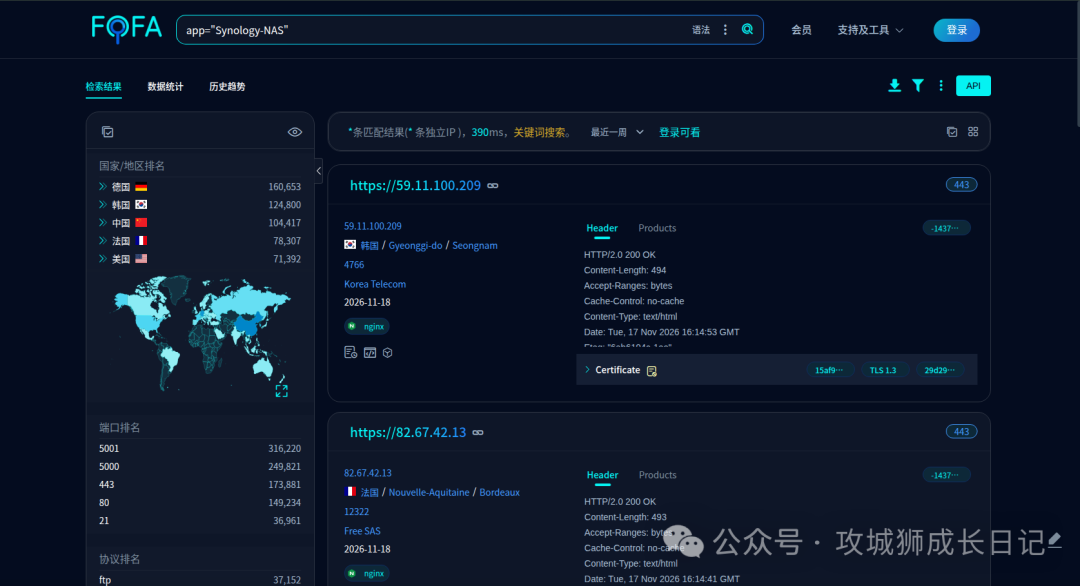 FOFA
app="Synology-NAS"
语法
会员
支持及工具
登录
检索结果
数据统计
历史趋势
API
*条匹配结果(* 条独立IP ), 390ms, 关键词搜索。
最近一周
登录可看
国家/地区排名
德国 160,653
韩国 124,800
中国 104,417
法国 78,307
美国 71,392
端口排名
5001 316,220
5000 249,821
443 173,881
80 149,234
21 36,961
协议排名
ftp 37,152
https://59.11.100.209
443
59.11.100.209
韩国 / Gyeonggi-do / Seongnam
4766
Korea Telecom
2026-11-18
nginx
Header
Products
-1437···
HTTP/2.0 200 OK
Content-Length: 494
Accept-Ranges: bytes
Cache-Control: no-cache
Content-Type: text/html
Date: Tue, 17 Nov 2026 16:14:53 GMT
Certificate
15af9···
TLS 1.3
29d29···
https://82.67.42.13
443
82.67.42.13
法国 / Nouvelle-Aquitaine / Bordeaux
12322
Free SAS
2026-11-18
nginx
Header
Products
-1437···
HTTP/2.0 200 OK
Content-Length: 493
Accept-Ranges: bytes
Cache-Control: no-cache
Content-Type: text/html
Date: Tue, 17 Nov 2026 16:14:41 GMT
公众号 · 攻城狮成长日记